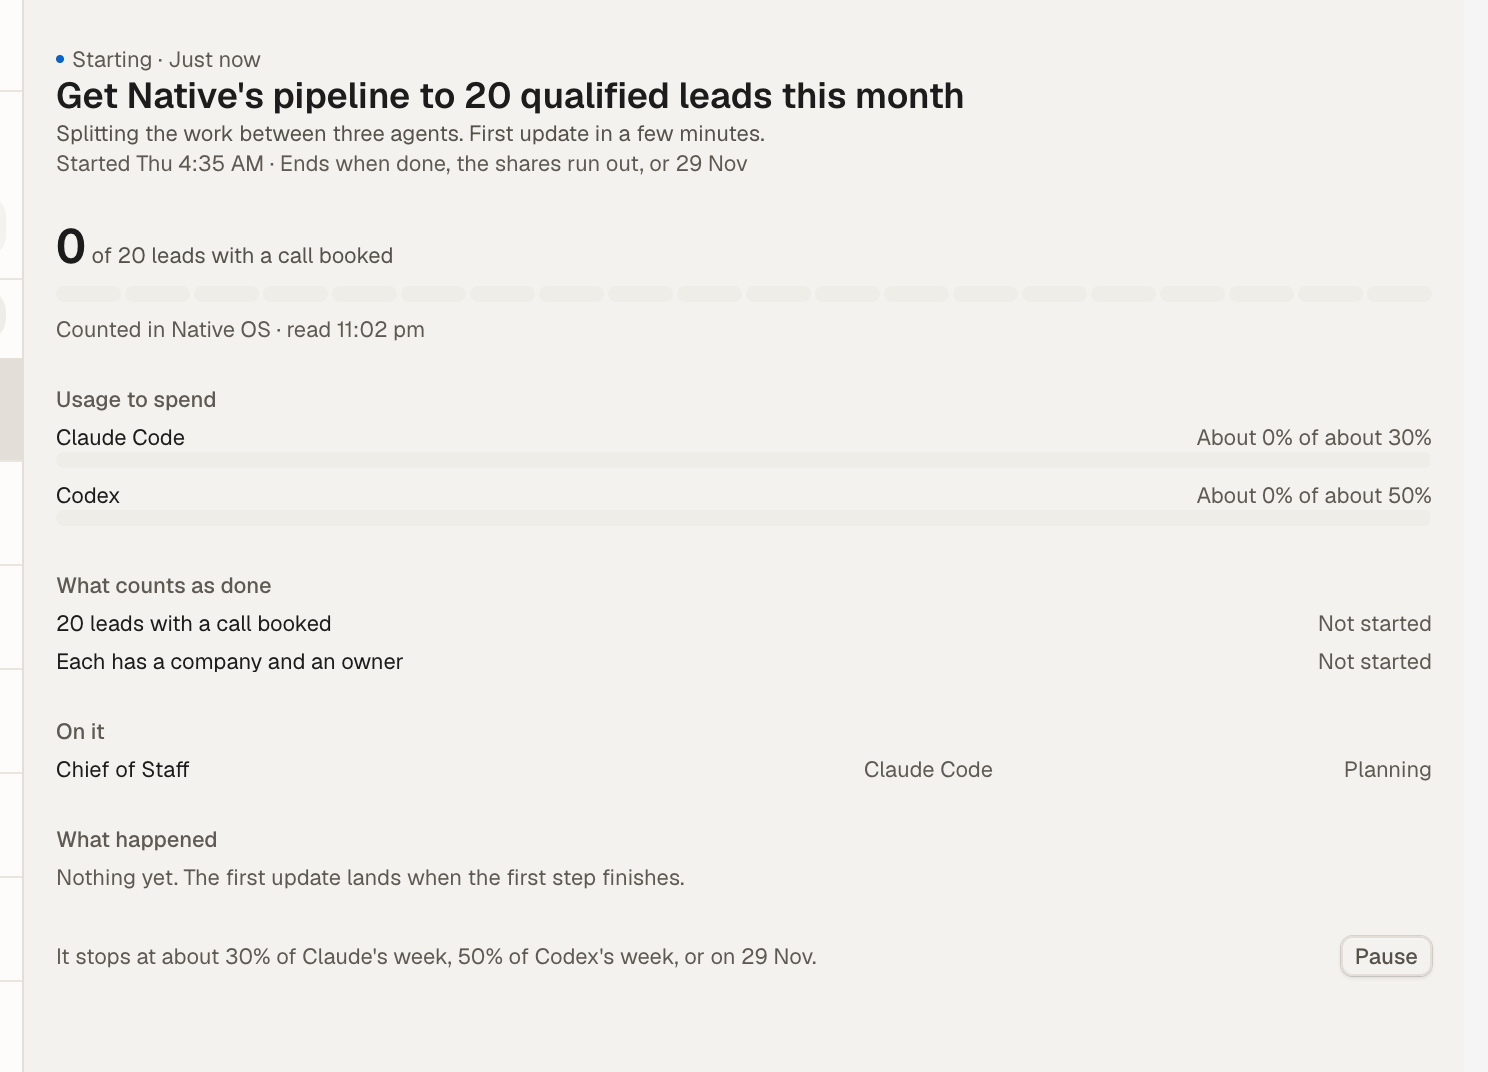 Starting · Just now
Get Native's pipeline to 20 qualified leads this month
Splitting the work between three agents. First update in a few minutes.
Started Thu 4:35 AM · Ends when done, the shares run out, or 29 Nov
0 of 20 leads with a call booked
Counted in Native OS · read 11:02 pm
Usage to spend
Claude Code About 0% of about 30%
Codex About 0% of about 50%
What counts as done
20 leads with a call booked Not started
Each has a company and an owner Not started
On it
Chief of Staff Claude Code Planning
What happened
Nothing yet. The first update lands when the first step finishes.
It stops at about 30% of Claude's week, 50% of Codex's week, or on 29 Nov. Pause